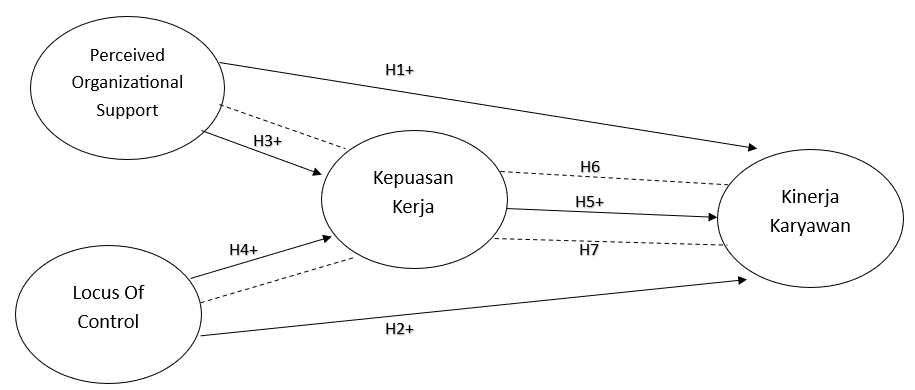 Perceived
Organizational
Support
H1+
H3+
Kepuasan
Kerja
H6
H5+
H7
Kinerja
Karyawan
H4+
Locus Of
Control
H2+